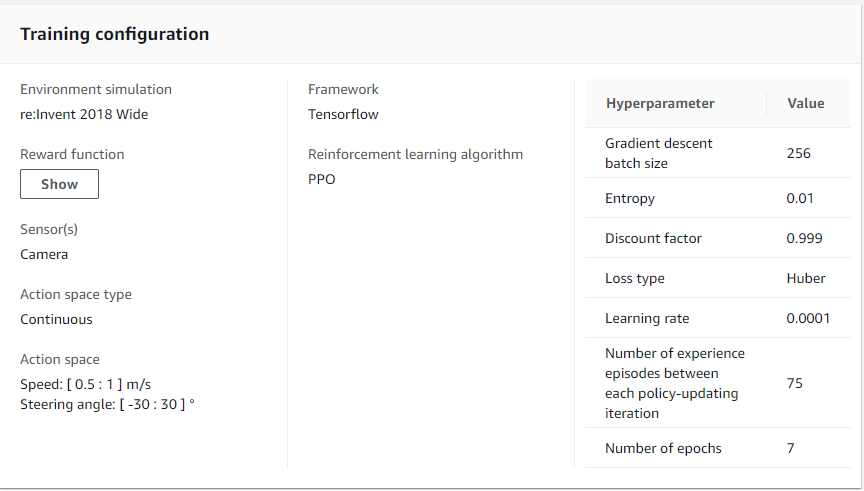 Training configuration
Environment simulation
re:Invent 2018 Wide
Reward function
Show
Sensor(s)
Camera
Action space type
Continuous
Action space
Speed: [ 0.5 : 1 ] m/s
Steering angle: [ -30 : 30 ] °
Framework
Tensorflow
Reinforcement learning algorithm
PPO
Hyperparameter Value
Gradient descent
batch size
256
Entropy 0.01
Discount factor 0.999
Loss type Huber
Learning rate 0.0001
Number of experience
episodes between
each policy-updating
iteration
75
Number of epochs 7